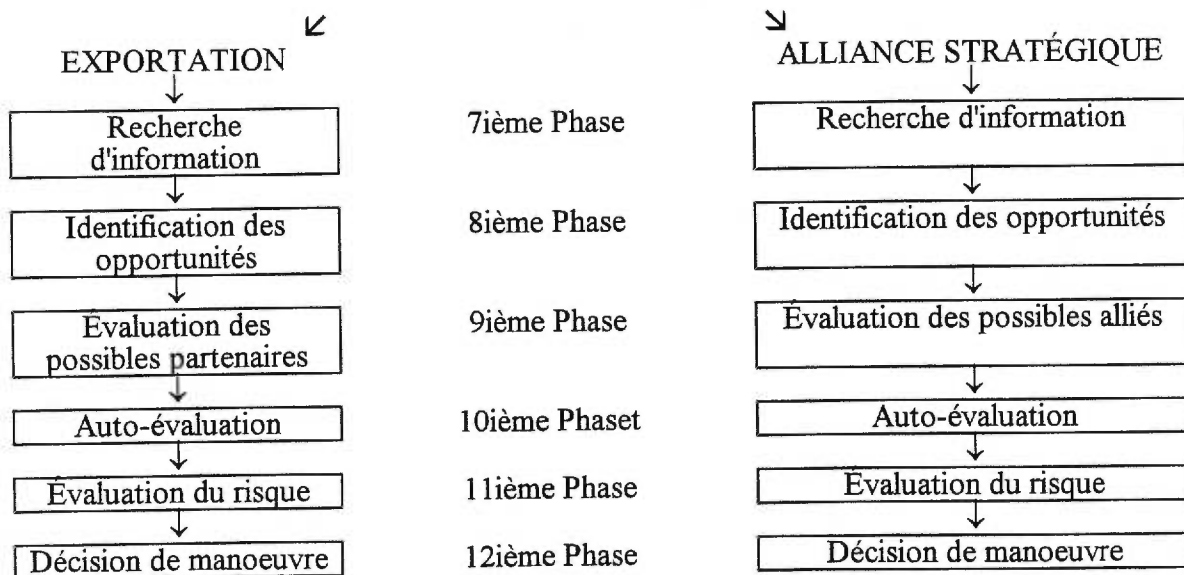 EXPORTATION
ALLIANCE STRATÉGIQUE
Recherche
d'information
7ième Phase
Recherche d'information
Identification des
opportunités
8ième Phase
Identification des opportunités
Évaluation des
possibles partenaires
9ième Phase
Évaluation des possibles alliés
Auto-évaluation
10ième Phaset
Auto-évaluation
Évaluation du risque
11ième Phase
Évaluation du risque
Décision de manoeuvre
12ième Phase
Décision de manoeuvre